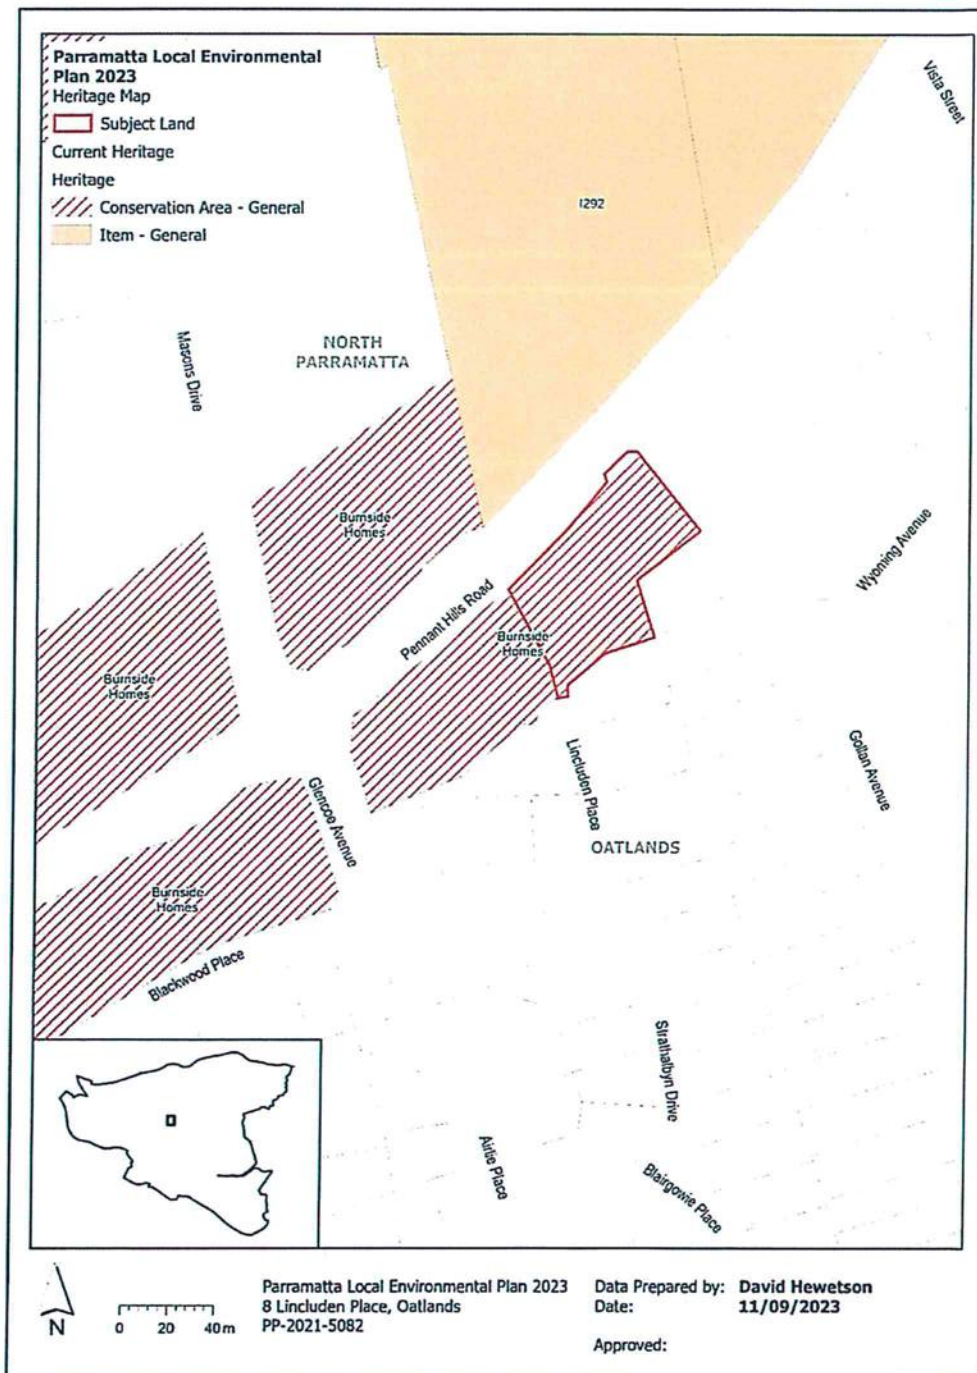 Parramatta Local Environmental
Plan 2023
Heritage Map
Subject Land
Current Heritage
Heritage
Conservation Area - General
Item - General
Vista Street
I292
Masons Drive
NORTH
PARRAMATTA
Burnside
Homes
Wyoming Avenue
Pennant Hills Road
Burnside
Homes
Burnside
Homes
Lincluden Place
Gollan Avenue
Glencoe Avenue
OATLANDS
Burnside
Homes
Blackwood Place
Strathalbyn Drive
Airlie Place
Blairgowie Place
N
0 20 40m
Parramatta Local Environmental Plan 2023
8 Lincluden Place, Oatlands
PP-2021-5082
Data Prepared by: David Hewetson
Date: 11/09/2023
Approved: